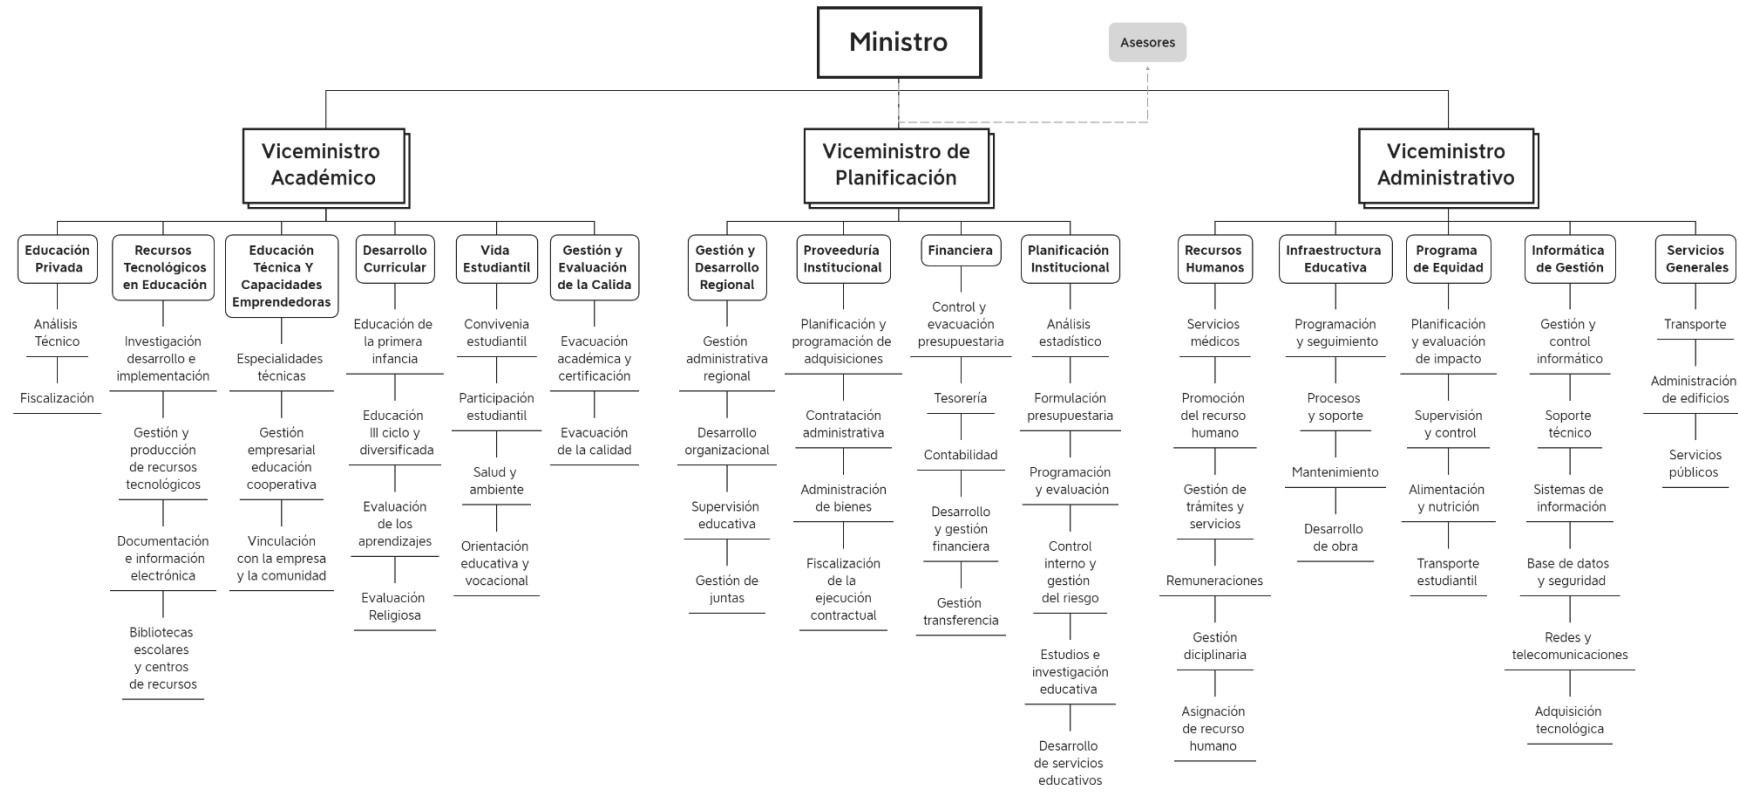 Ministro
Asesores
Viceministro
Académico
Viceministro de
Planificación
Viceministro
Administrativo
Educación
Privada
Análisis
Técnico
Fiscalización
Recursos
Tecnológicos
en Educación
Investigación
desarrollo e
implementación
Gestión y
producción
de recursos
tecnológicos
Documentación
e información
electrónica
Bibliotecas
escolares
y centros
de recursos
Educación
Técnica Y
Capacidades
Emprendedoras
Especialidades
técnicas
Gestión
empresarial
educación
cooperativa
Vinculación
con la empresa
y la comunidad
Desarrollo
Curricular
Educación de
la primera
infancia
Educación
III ciclo y
diversificada
Evaluación
de los
aprendizajes
Evaluación
Religiosa
Vida
Estudiantil
Convivenia
estudiantil
Participación
estudiantil
Salud y
ambiente
Orientación
educativa y
vocacional
Gestión y
Evaluación
de la Calida
Evacuación
académica y
certificación
Evacuación
de la calidad
Gestión y
Desarrollo
Regional
Gestión
administrativa
regional
Desarrollo
organizacional
Supervisión
educativa
Gestión de
juntas
Proveeduría
Institucional
Planificación y
programación de
adquisiciones
Contratación
administrativa
Administración
de bienes
Fiscalización
de la
ejecución
contractual
Financiera
Control y
evacuación
presupuestaria
Tesorería
Contabilidad
Desarrollo
y gestión
financiera
Gestión
transferencia
Planificación
Institucional
Análisis
estadístico
Formulación
presupuestaria
Programación
y evaluación
Control
interno y
gestión
del riesgo
Estudios e
investigación
educativa
Desarrollo
de servicios
educativos
Recursos
Humanos
Servicios
médicos
Promoción
del recurso
humano
Gestión de
trámites y
servicios
Remuneraciones
Gestión
diciplinaria
Asignación
de recurso
humano
Infraestructura
Educativa
Programación
y seguimiento
Procesos
y soporte
Mantenimiento
Desarrollo
de obra
Programa
de Equidad
Planificación
y evaluación
de impacto
Supervisión
y control
Alimentación
y nutrición
Transporte
estudiantil
Informática
de Gestión
Gestión y
control
informático
Soporte
técnico
Sistemas de
información
Base de datos
y seguridad
Redes y
telecomunicaciones
Adquisición
tecnológica
Servicios
Generales
Transporte
Administración
de edificios
Servicios
públicos